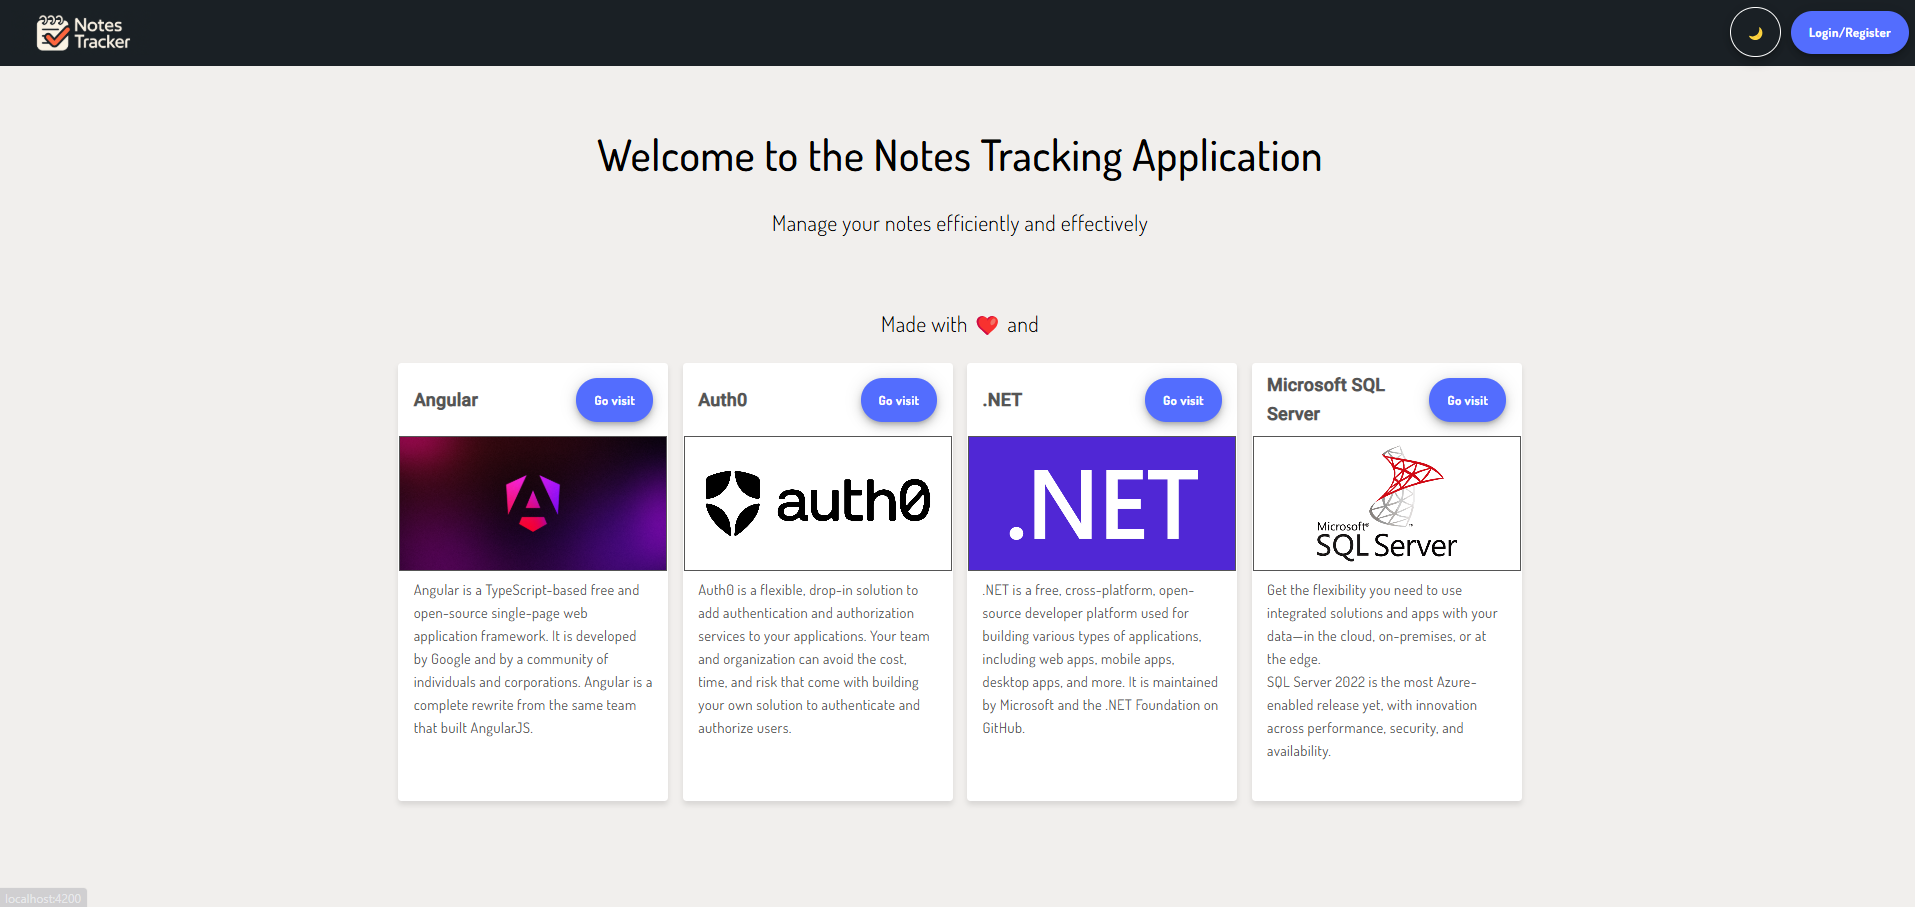 Notes
Tracker
Login/Register
Welcome to the Notes Tracking Application
Manage your notes efficiently and effectively
Made with ❤️ and
Angular
Go visit
Angular is a TypeScript-based free and
open-source single-page web
application framework. It is developed
by Google and by a community of
individuals and corporations. Angular is a
complete rewrite from the same team
that built AngularJS.
Auth0
Go visit
auth0
Auth0 is a flexible, drop-in solution to
add authentication and authorization
services to your applications. Your team
and organization can avoid the cost,
time, and risk that come with building
your own solution to authenticate and
authorize users.
.NET
Go visit
.NET
.NET is a free, cross-platform, open-
source developer platform used for
building various types of applications,
including web apps, mobile apps,
desktop apps, and more. It is maintained
by Microsoft and the .NET Foundation on
GitHub.
Microsoft SQL
Server
Go visit
Microsoft®
SQL Server™
Get the flexibility you need to use
integrated solutions and apps with your
data—in the cloud, on-premises, or at
the edge.
SQL Server 2022 is the most Azure-
enabled release yet, with innovation
across performance, security, and
availability.
localhost:4200